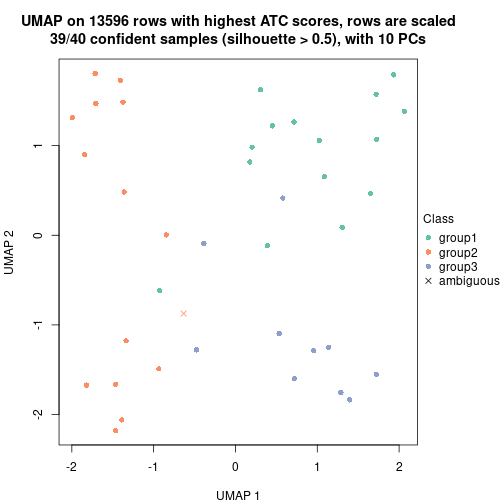 UMAP on 13596 rows with highest ATC scores, rows are scaled
39/40 confident samples (silhouette > 0.5), with 10 PCs
UMAP 2
1
0
-1
-2
-2
-1
0
1
2
UMAP 1
Class
group1
group2
group3
ambiguous